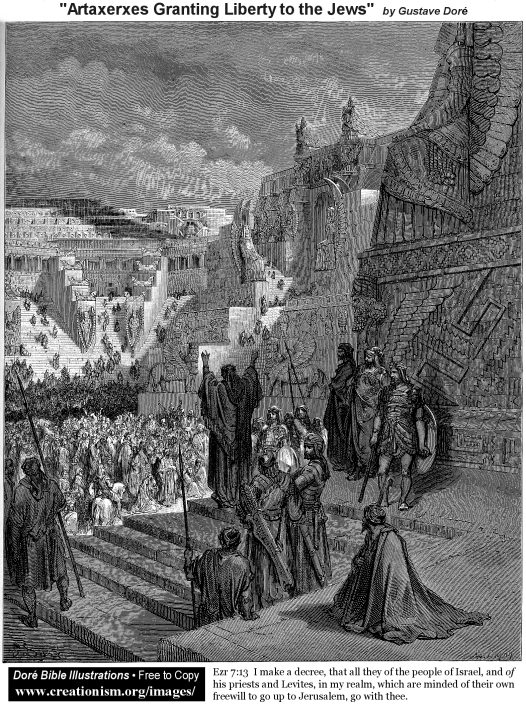 "Artaxerxes Granting Liberty to the Jews" by Gustave Doré
Doré Bible Illustrations • Free to Copy
www.creationism.org/images/
Ezr 7:13 I make a decree, that all they of the people of Israel, and of
his priests and Levites, in my realm, which are minded of their own
freewill to go up to Jerusalem, go with thee.